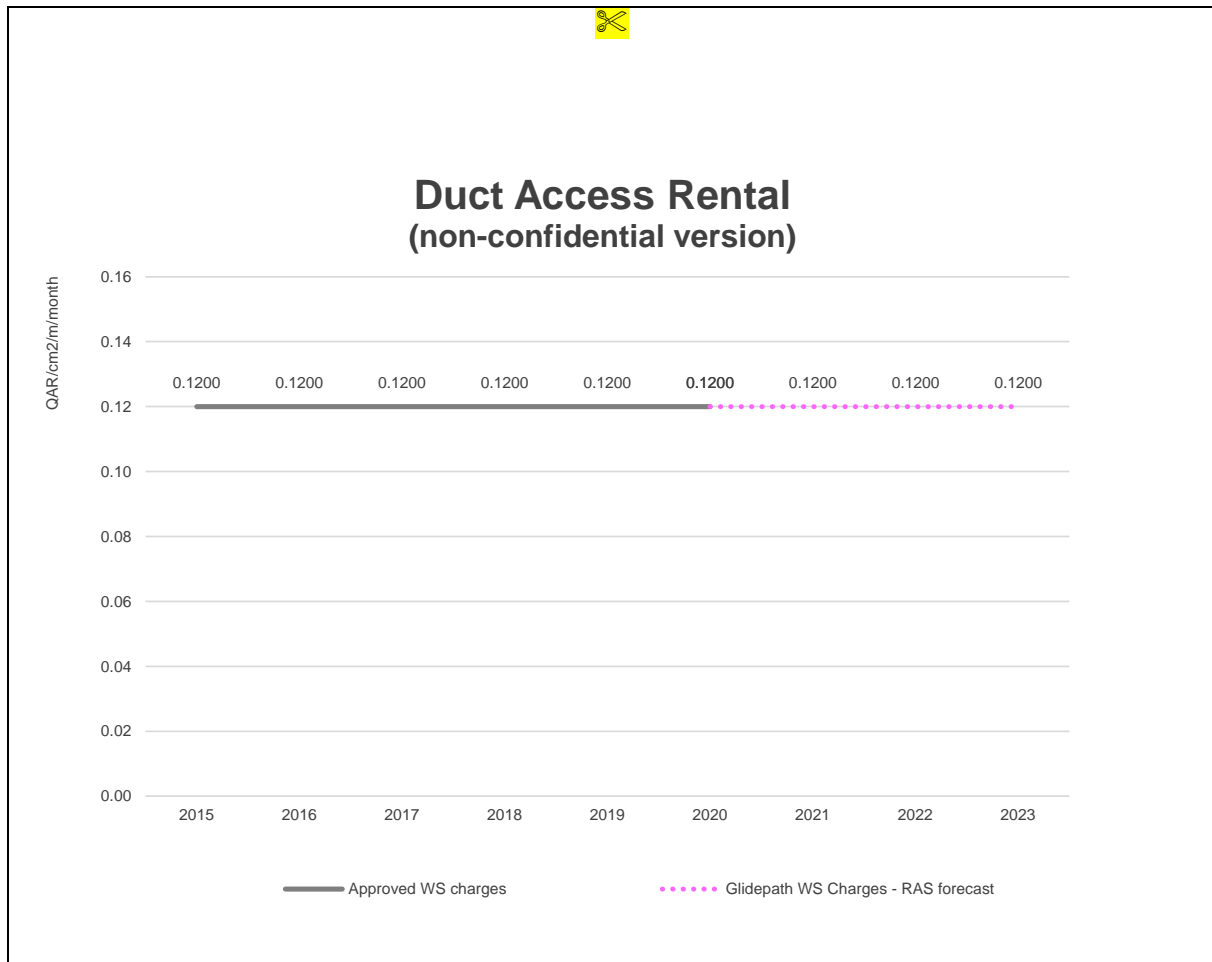 Duct Access Rental
(non-confidential version)
QAR/cm2/m/month
0.16
0.14
0.1200 0.1200 0.1200 0.1200 0.1200 0.1200 0.1200 0.1200 0.1200
0.12
0.10
0.08
0.06
0.04
0.02
0.00
2015 2016 2017 2018 2019 2020 2021 2022 2023
Approved WS charges Glidepath WS Charges - RAS forecast